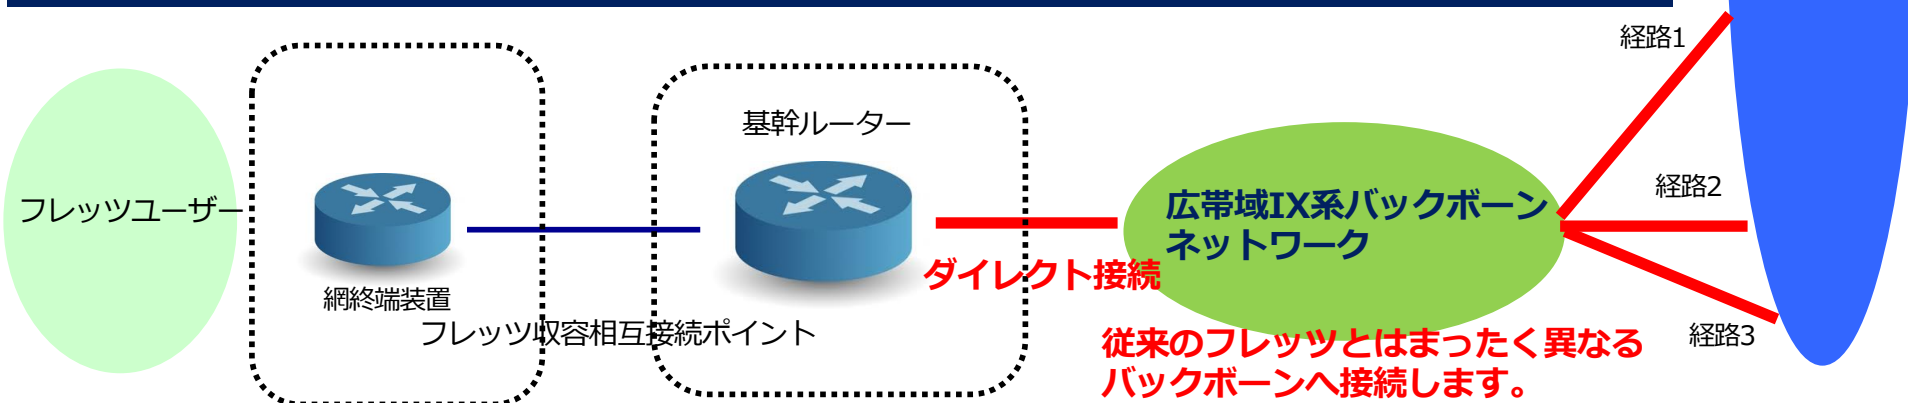 経路1
基幹ルーター
経路2
フレッツユーザー
広帯域IX系バックボーン
ネットワーク
ダイレクト接続
網終端装置
フレッツ収容相互接続ポイント
経路3
従来のフレッツとはまったく異なる
バックボーンへ接続します。